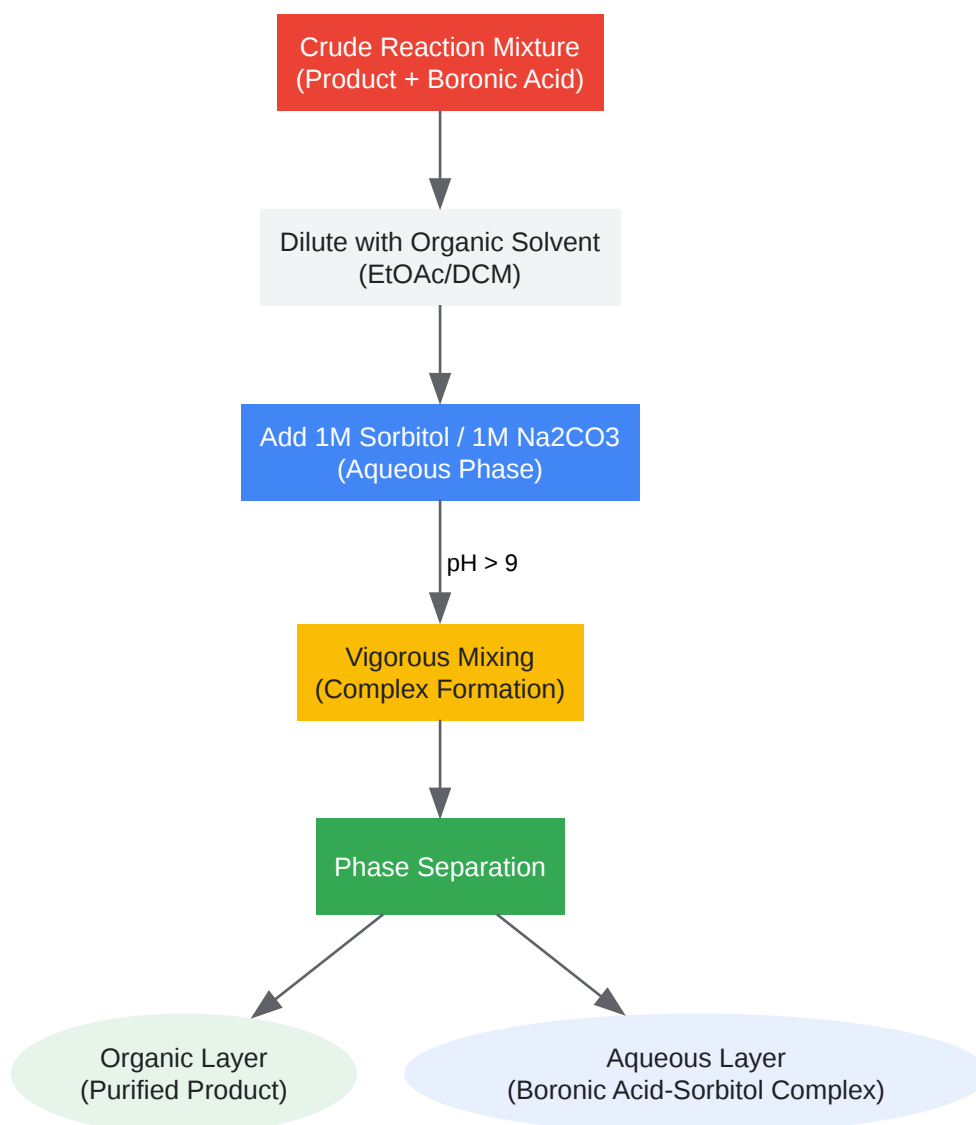 Crude Reaction Mixture
(Product + Boronic Acid)
Dilute with Organic Solvent
(EtOAc/DCM)
Add 1M Sorbitol / 1M Na2CO3
(Aqueous Phase)
pH > 9
Vigorous Mixing
(Complex Formation)
Phase Separation
Organic Layer
(Purified Product)
Aqueous Layer
(Boronic Acid-Sorbitol Complex)